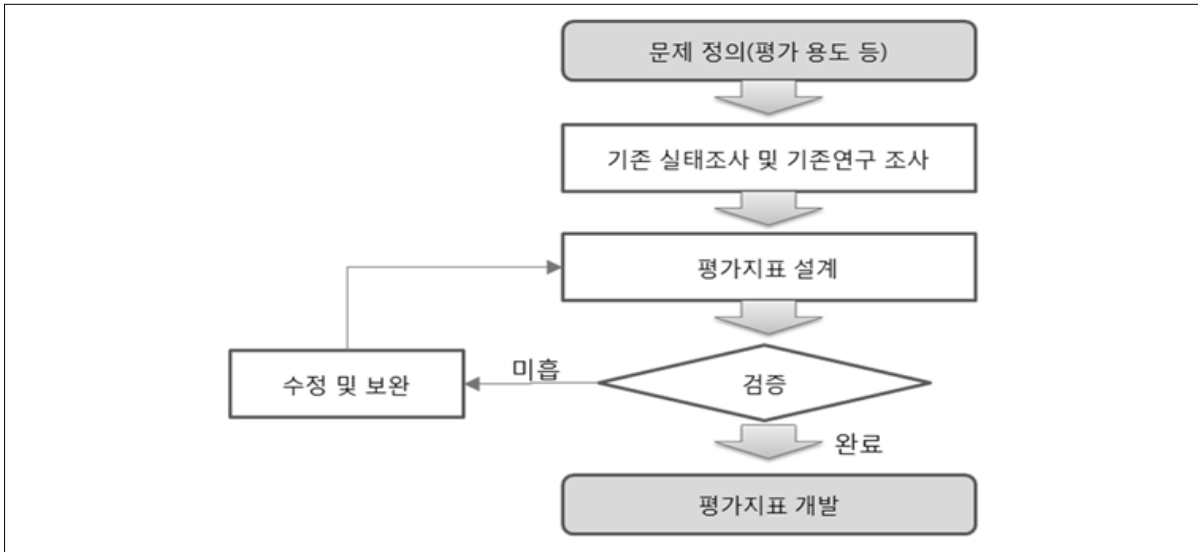 문제 정의(평가 용도 등)
기존 실태조사 및 기존연구 조사
평가지표 설계
미흡
수정 및 보완
검증
완료
평가지표 개발